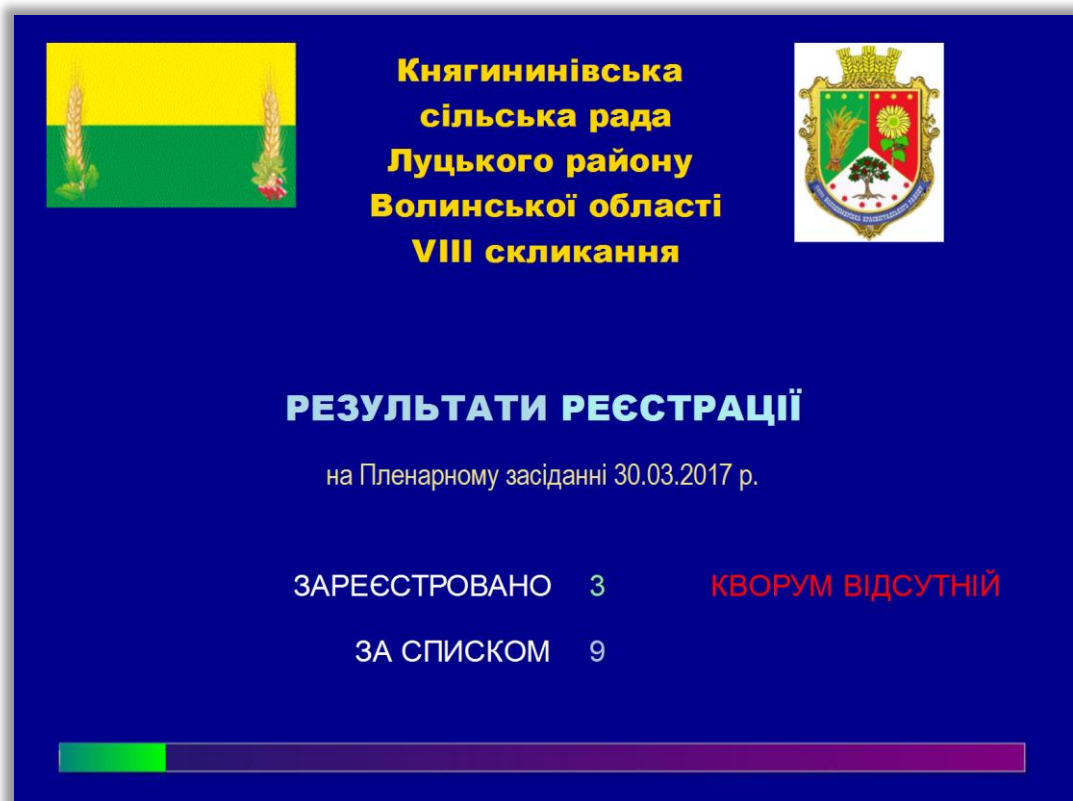 Княгининівська
сільська рада
Луцького району
Волинської області
VIII скликання
РЕЗУЛЬТАТИ РЕЄСТРАЦІЇ
на Пленарному засіданні 30.03.2017 р.
ЗАРЕЄСТРОВАНО 3 КВОРУМ ВІДСУТНІЙ
ЗА СПИСКОМ 9